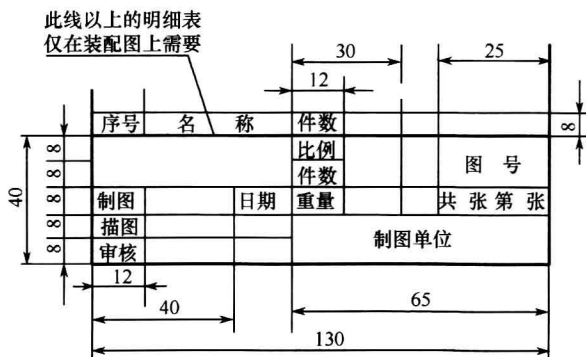 此线以上的明细表
仅在装配图上需要
30
25
12
序号 名 称 件数
8
比例
图 号
8
件数
8
40
制图 日期 重量 共 张 第 张
8
描图
制图单位
8
审核
8
12
40
65
130